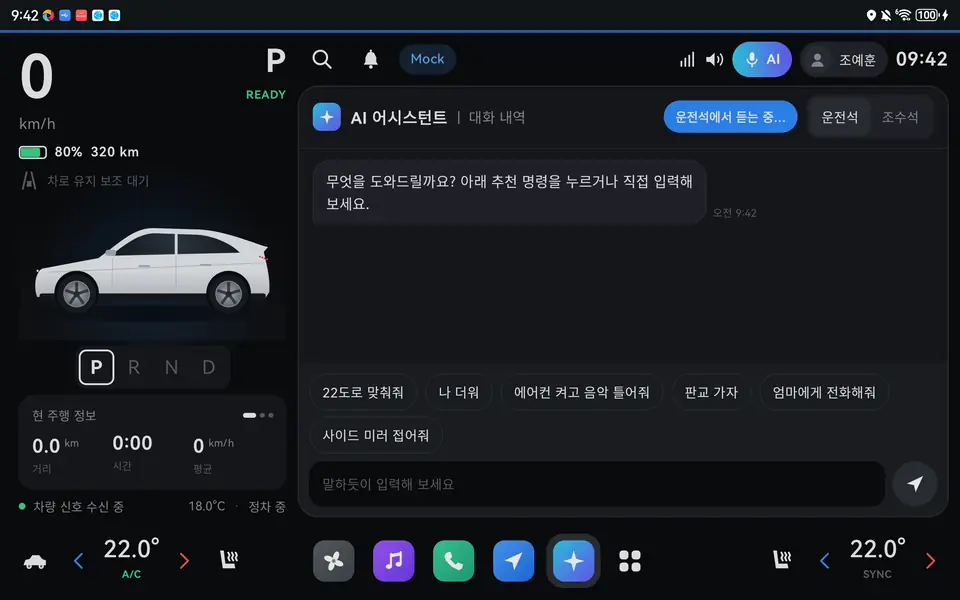 9:42
100
0
P
READY
km/h
80% 320 km
차로 유지 보조 대기
P R N D
현 주행 정보
0.0 km
거리
0:00
시간
0 km/h
평균
차량 신호 수신 중
18.0°C · 정차 중
Mock
AI
조예훈
09:42
AI 어시스턴트 | 대화 내역
운전석에서 듣는 중...
운전석
조수석
무엇을 도와드릴까요? 아래 추천 명령을 누르거나 직접 입력해
보세요.
오전 9:42
22도로 맞춰줘
나 더워
에어컨 켜고 음악 틀어줘
판교 가자
엄마에게 전화해줘
사이드 미러 접어줘
말하듯이 입력해 보세요
22.0°
A/C
22.0°
SYNC